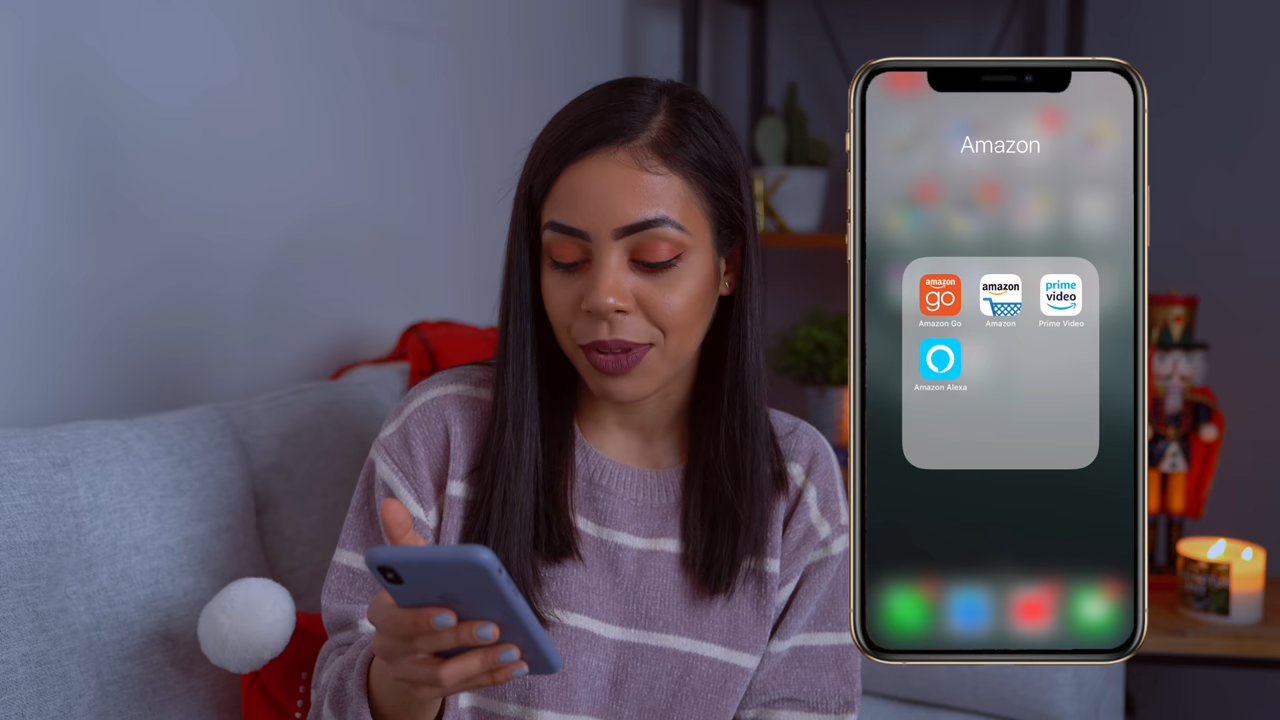 Amazon
amazon
go
amazon
prime
video
Amazon Go
Amazon
Prime Video
Amazon Alexa
K